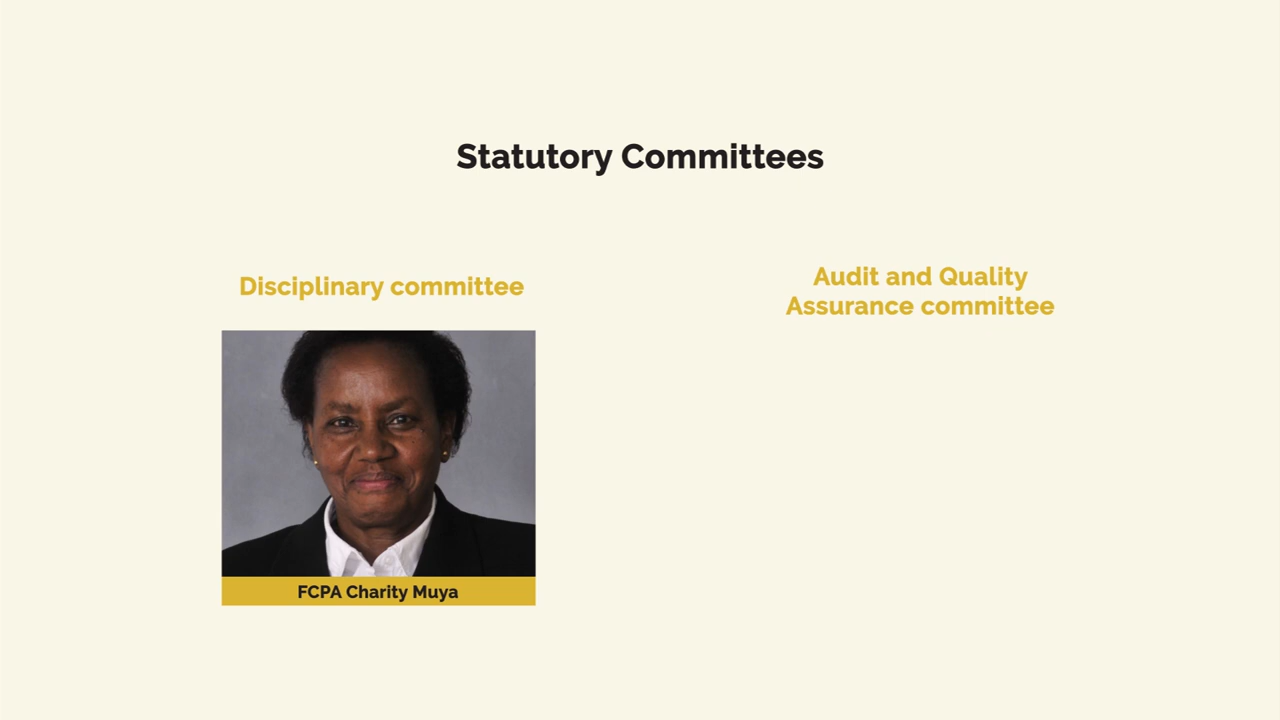 Statutory Committees
Disciplinary committee
Audit and Quality
Assurance committee
FCPA Charity Muya